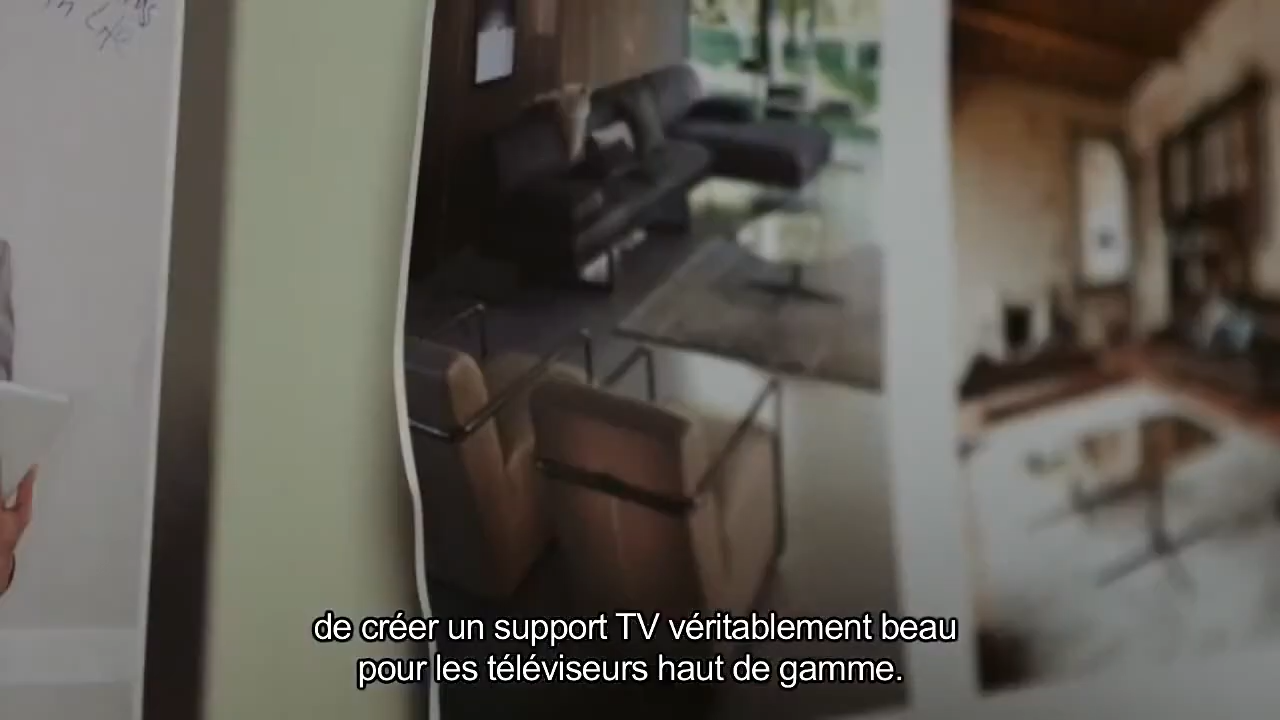 de créer un support TV véritablement beau
pour les téléviseurs haut de gamme.